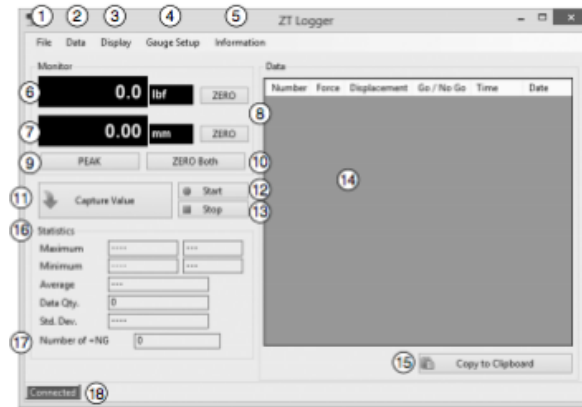 1 2 3 4 5 ZT Logger
File Data Display Gauge Setup Information
Monitor Data
6 0.0 lbf ZERO
Number Force Displacement Go / No Go Time Date
8
7 0.00 mm ZERO
9 PEAK ZERO Both 10
11 Capture Value
Start 12
Stop 13
14
16 Statistics
Maximum ---- ---
Minimum ---- ---
Average ---
Data Qty. 0
Std. Dev. ----
17 Number of +NG 0
15 Copy to Clipboard
Connected 18